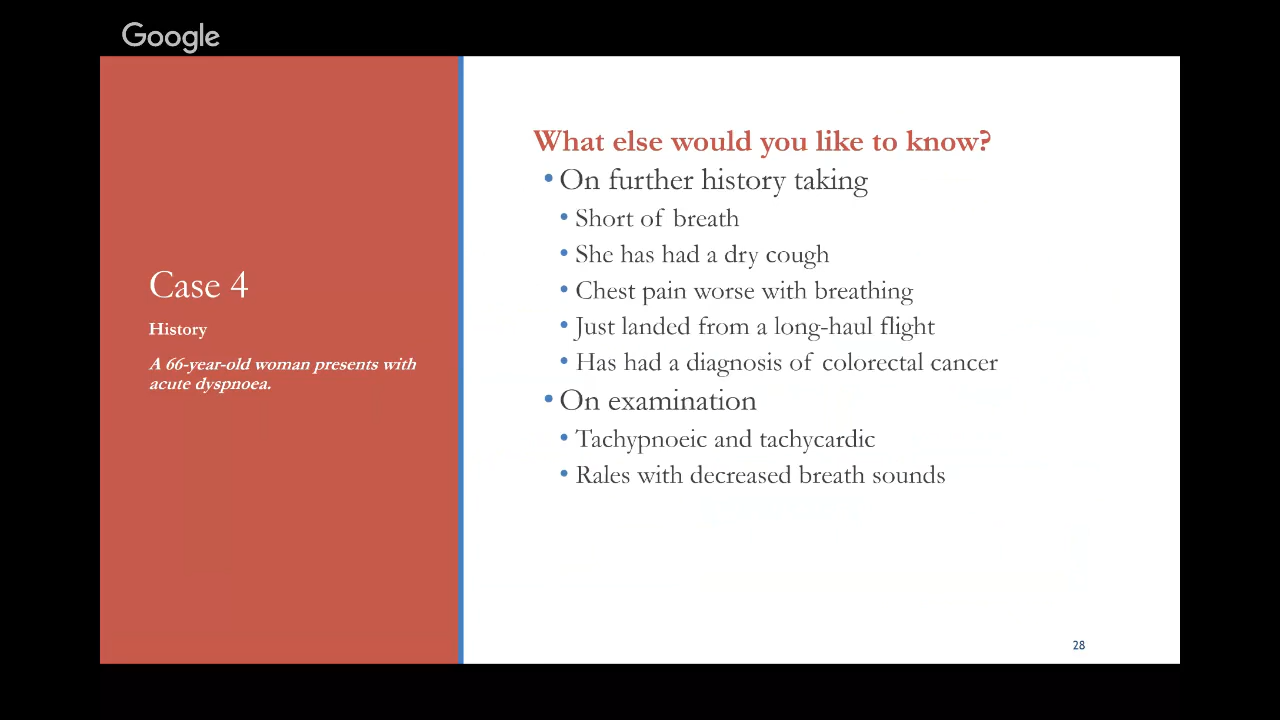 Google
Case 4
History
A 66-year-old woman presents with
acute dyspnoea.
What else would you like to know?
• On further history taking
• Short of breath
• She has had a dry cough
• Chest pain worse with breathing
• Just landed from a long-haul flight
• Has had a diagnosis of colorectal cancer
• On examination
• Tachypnoeic and tachycardic
• Rales with decreased breath sounds
28